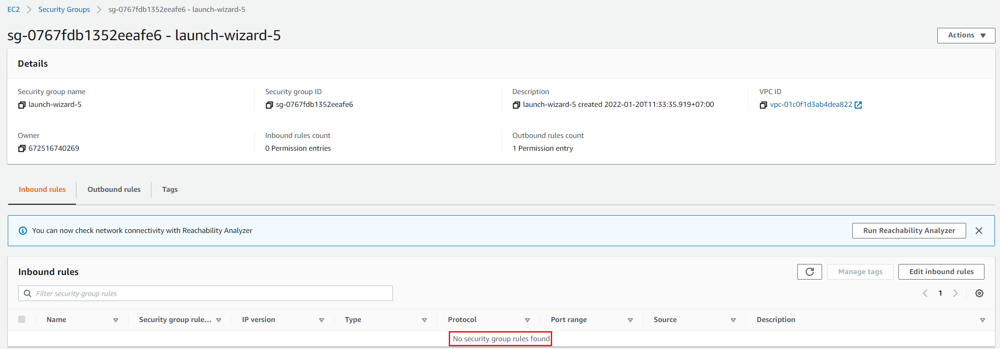 EC2 > Security Groups > sg-0767fdb1352eeafe6 - launch-wizard-5
sg-0767fdb1352eeafe6 - launch-wizard-5
Actions
Details
Security group name
launch-wizard-5
Security group ID
sg-0767fdb1352eeafe6
Description
launch-wizard-5 created 2022-01-20T11:33:35.919+07:00
VPC ID
vpc-01c0f1d3ab4dea822
Owner
672516740269
Inbound rules count
0 Permission entries
Outbound rules count
1 Permission entry
Inbound rules
Outbound rules
Tags
You can now check network connectivity with Reachability Analyzer
Run Reachability Analyzer
Inbound rules
Manage tags
Edit inbound rules
Filter security group rules
1
Name
Security group rule...
IP version
Type
Protocol
Port range
Source
Description
No security group rules found